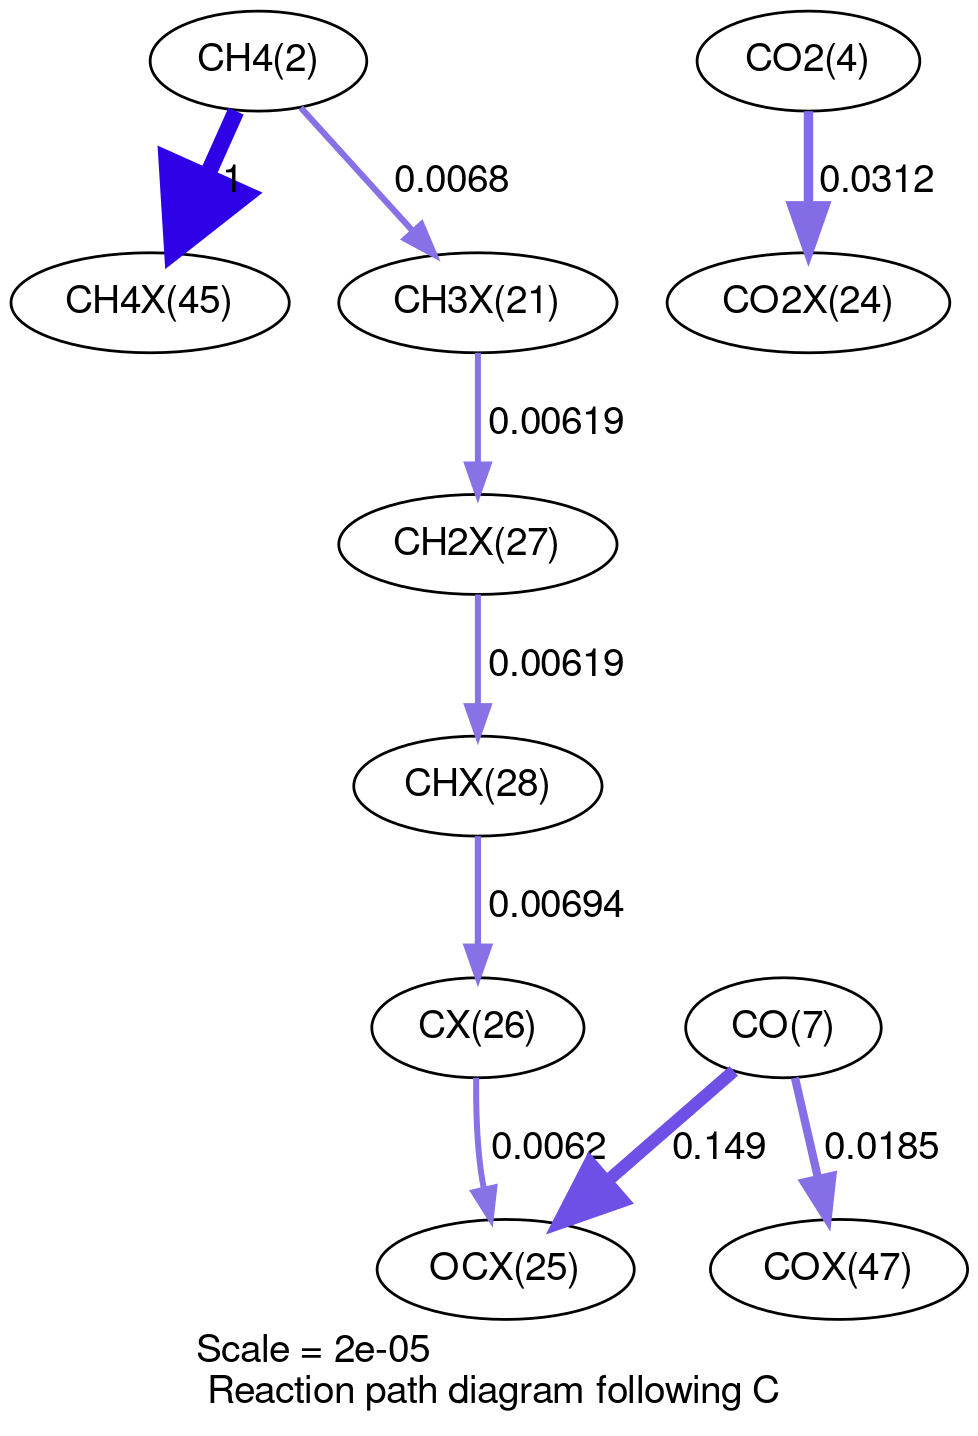 CH4(2)
CO2(4)
1
0.0068
0.0312
CH4X(45)
CH3X(21)
CO2X(24)
0.00619
CH2X(27)
0.00619
CHX(28)
0.00694
CX(26)
CO(7)
0.0062
0.149
0.0185
OCX(25)
COX(47)
Scale = 2e-05
Reaction path diagram following C